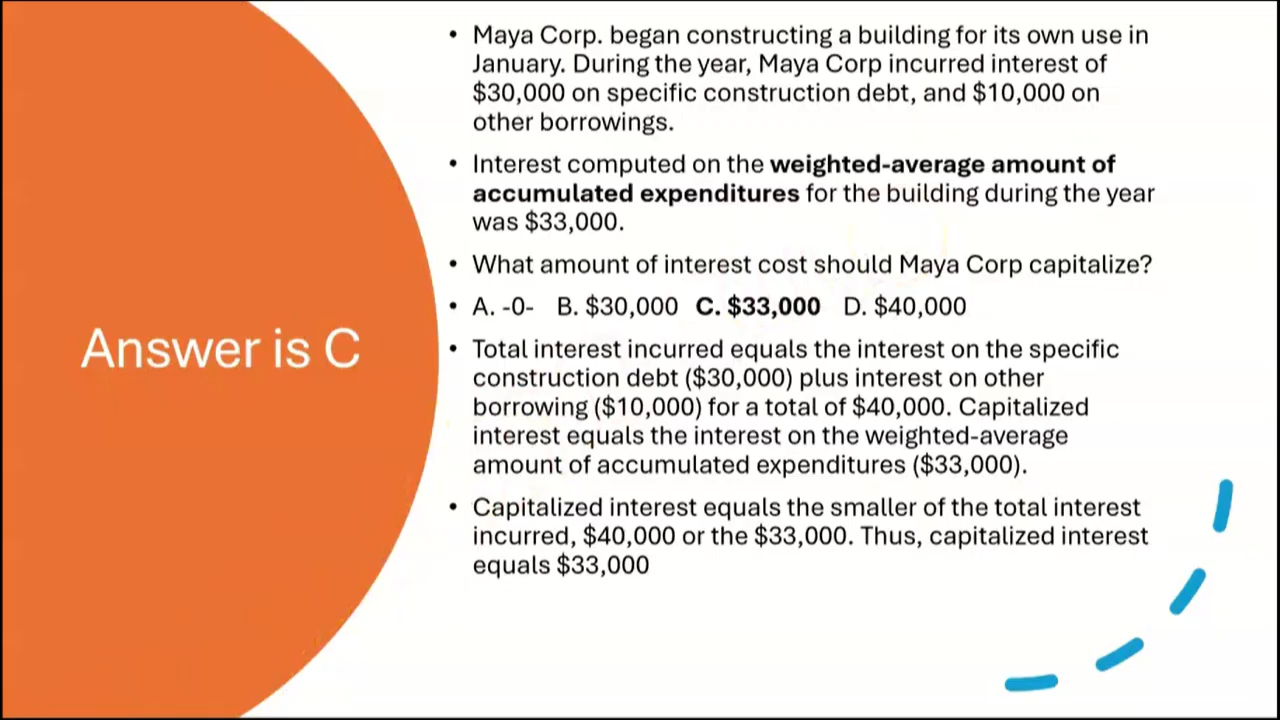 Answer is C
• Maya Corp. began constructing a building for its own use in
January. During the year, Maya Corp incurred interest of
$30,000 on specific construction debt, and $10,000 on
other borrowings.
• Interest computed on the weighted-average amount of
accumulated expenditures for the building during the year
was $33,000.
• What amount of interest cost should Maya Corp capitalize?
• A. -0- B. $30,000 C. $33,000 D. $40,000
• Total interest incurred equals the interest on the specific
construction debt ($30,000) plus interest on other
borrowing ($10,000) for a total of $40,000. Capitalized
interest equals the interest on the weighted-average
amount of accumulated expenditures ($33,000).
• Capitalized interest equals the smaller of the total interest
incurred, $40,000 or the $33,000. Thus, capitalized interest
equals $33,000